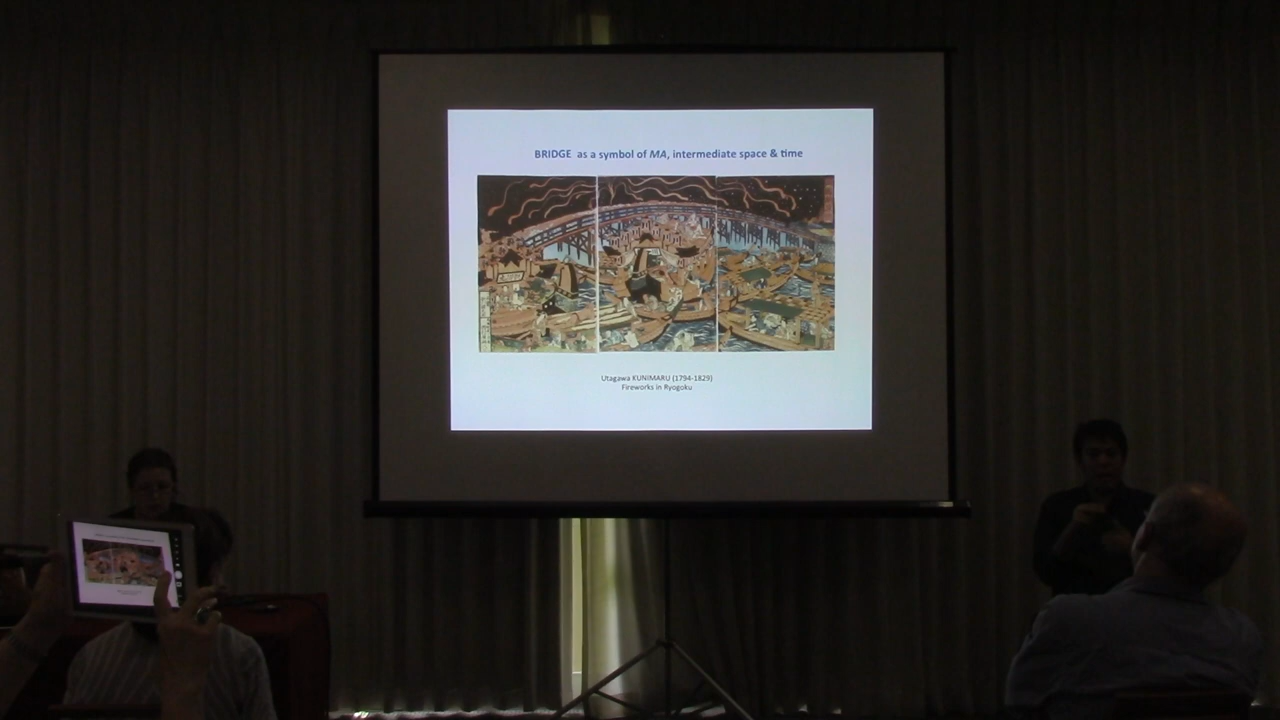 BRIDGE as a symbol of MA, intermediate space & time
Utagawa KUNIMARU (1794-1829)
Fireworks in Ryogoku